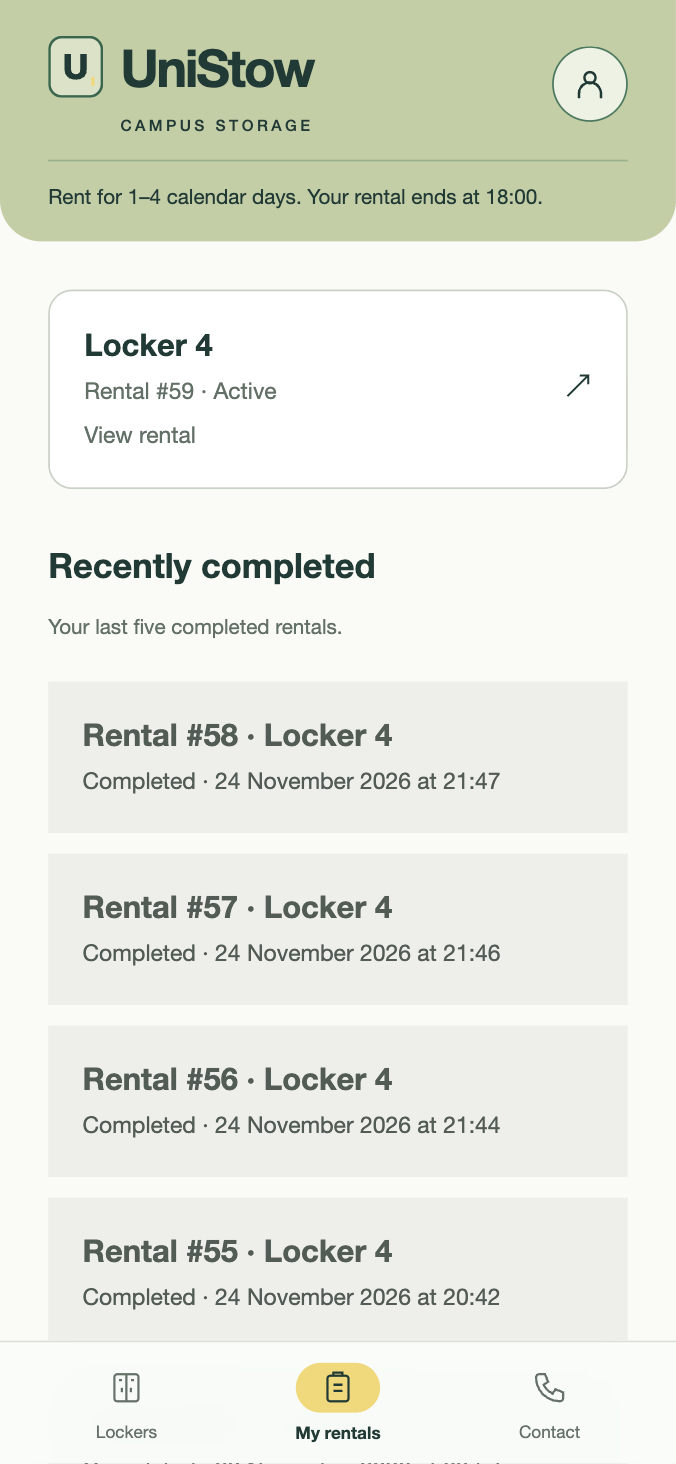 U
UniStow
CAMPUS STORAGE
Rent for 1–4 calendar days. Your rental ends at 18:00.
Locker 4
Rental #59 · Active
View rental
Recently completed
Your last five completed rentals.
Rental #58 · Locker 4
Completed · 24 November 2026 at 21:47
Rental #57 · Locker 4
Completed · 24 November 2026 at 21:46
Rental #56 · Locker 4
Completed · 24 November 2026 at 21:44
Rental #55 · Locker 4
Completed · 24 November 2026 at 20:42
Lockers
My rentals
Contact